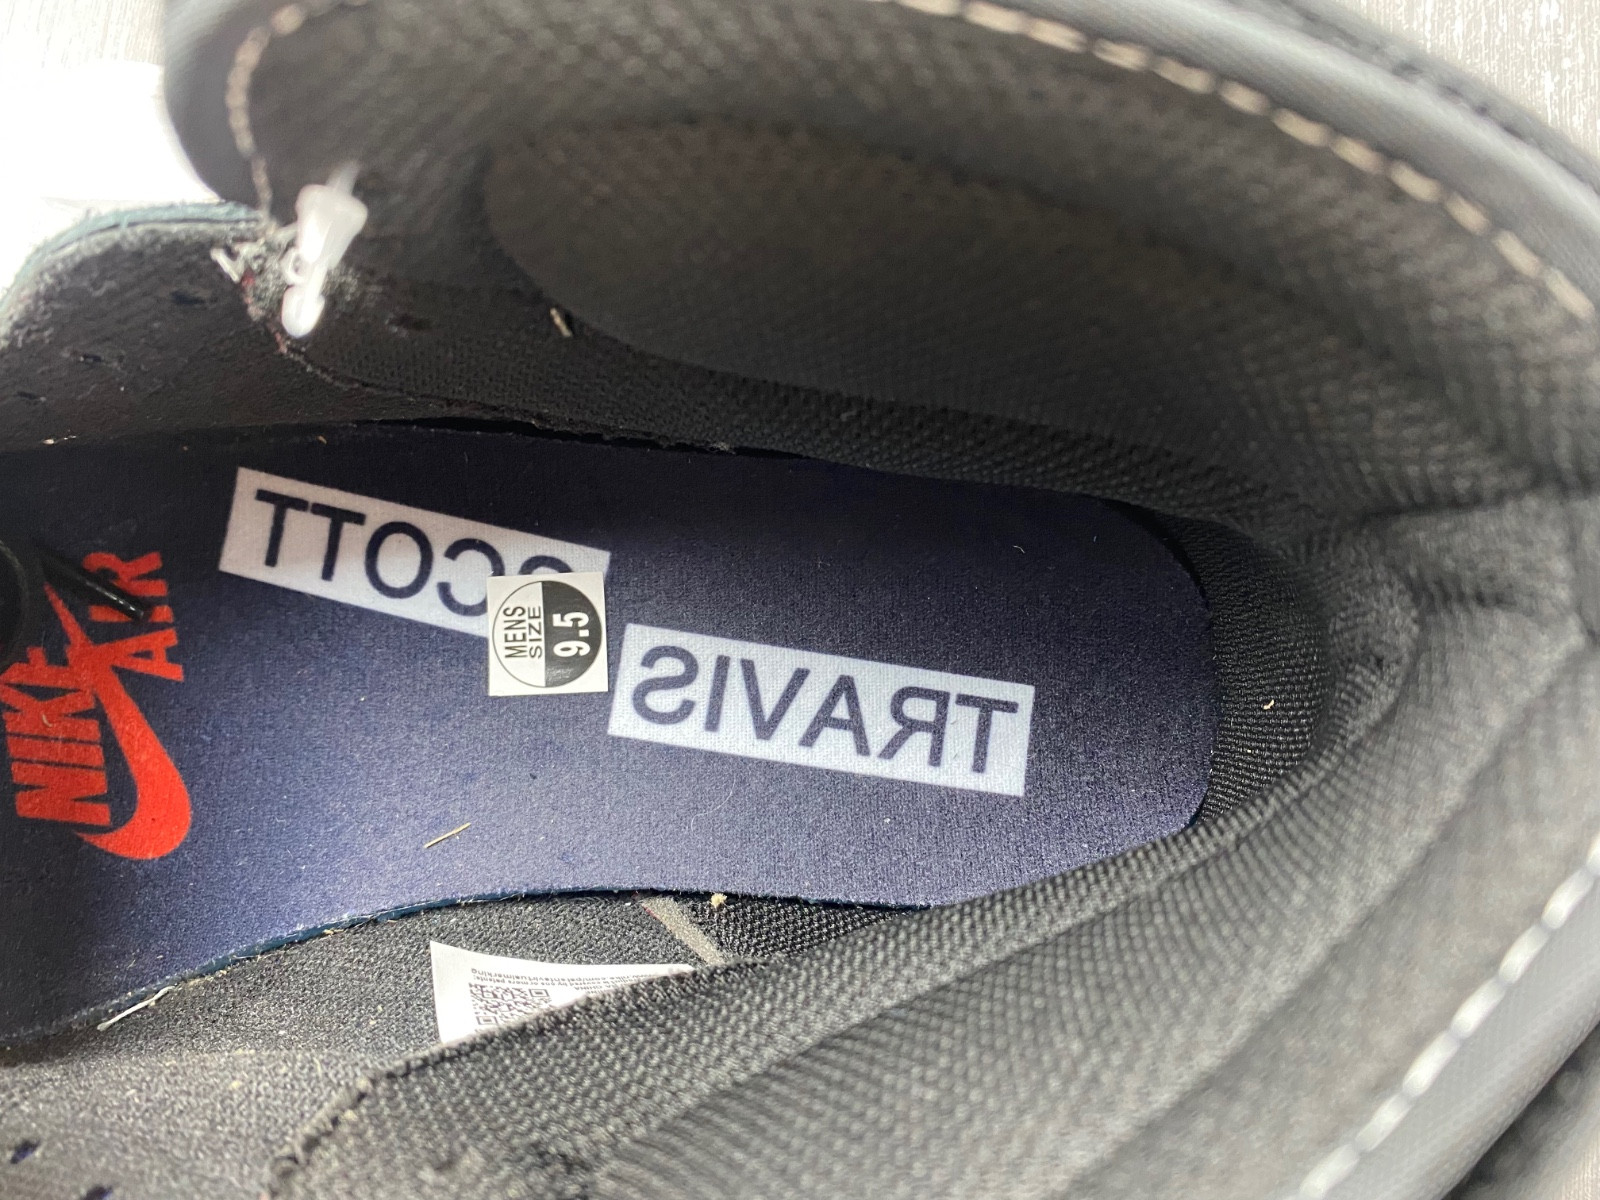 TRAVIS
SCOTT
MENS
SIZE
9.5
NIKE
AIR